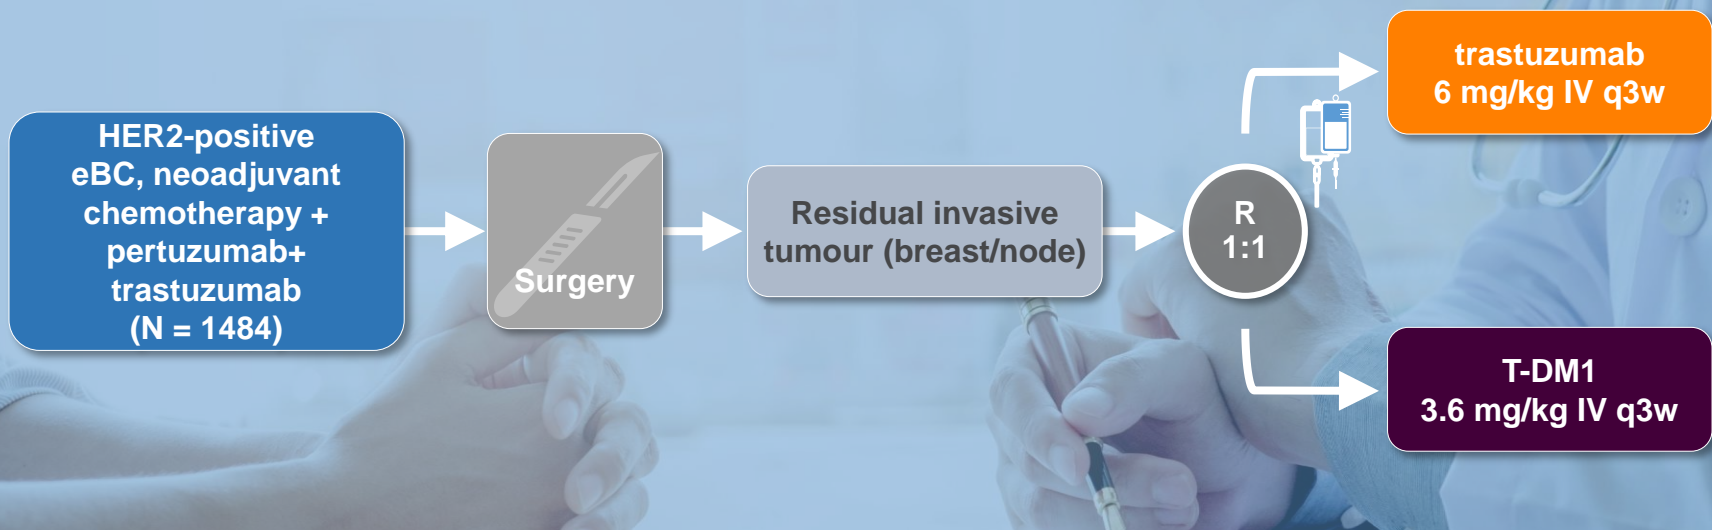 HER2-positive
eBC, neoadjuvant
chemotherapy +
pertuzumab+
trastuzumab
(N = 1484)
Surgery
Residual invasive
tumour (breast/node)
R
1:1
trastuzumab
6 mg/kg IV q3w
T-DM1
3.6 mg/kg IV q3w